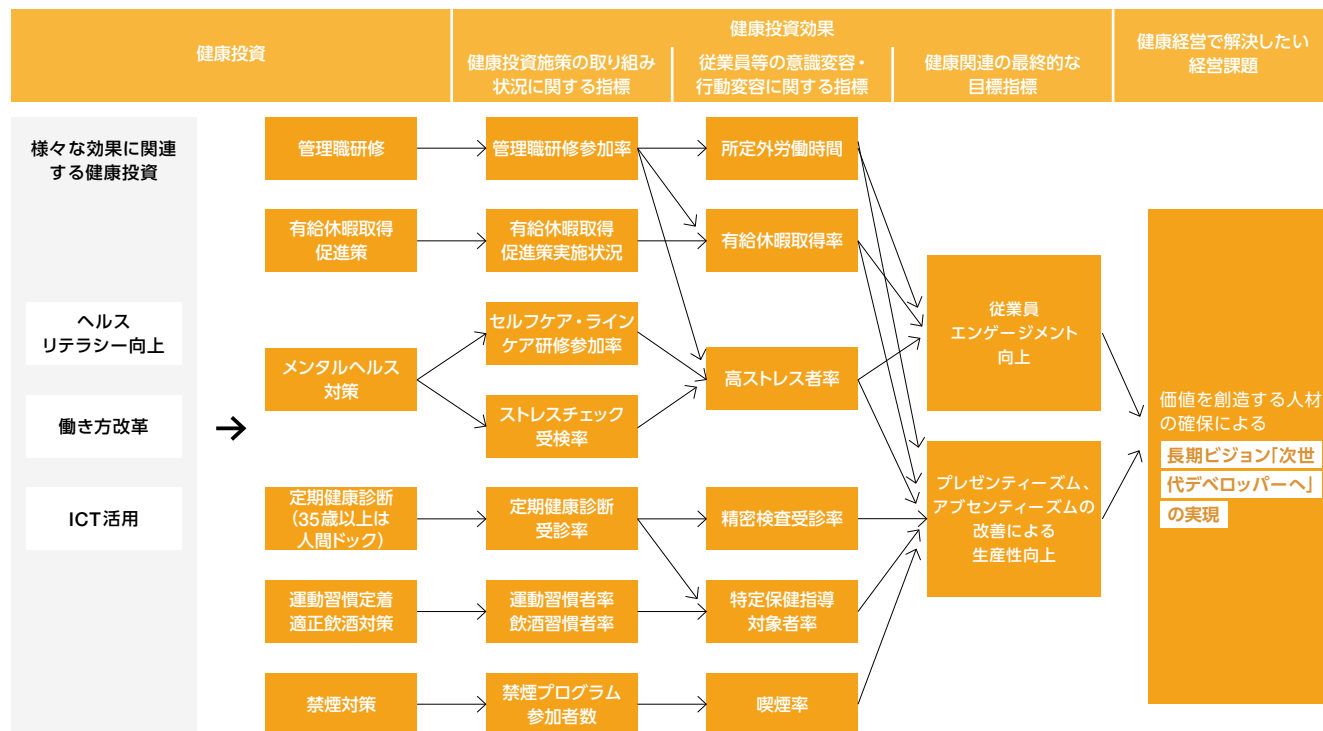 健康投資
健康投資効果
健康投資施策の取り組み
状況に関する指標
従業員等の意識変容・
行動変容に関する指標
健康関連の最終的な
目標指標
健康経営で解決したい
経営課題
様々な効果に関連
する健康投資
ヘルス
リテラシー向上
働き方改革
ICT活用
管理職研修
有給休暇取得
促進策
メンタルヘルス
対策
定期健康診断
(35歳以上は
人間ドック)
運動習慣定着
適正飲酒対策
禁煙対策
管理職研修参加率
有給休暇取得
促進策実施状況
セルフケア・ライン
ケア研修参加率
ストレスチェック
受検率
定期健康診断
受診率
運動習慣者率
飲酒習慣者率
禁煙プログラム
参加者数
所定外労働時間
有給休暇取得率
高ストレス者率
精密検査受診率
特定保健指導
対象者率
喫煙率
従業員
エンゲージメント
向上
プレゼンティーズム、
アブセンティーズムの
改善による
生産性向上
価値を創造する人材
の確保による
長期ビジョン「次世
代デベロッパーへ」
の実現